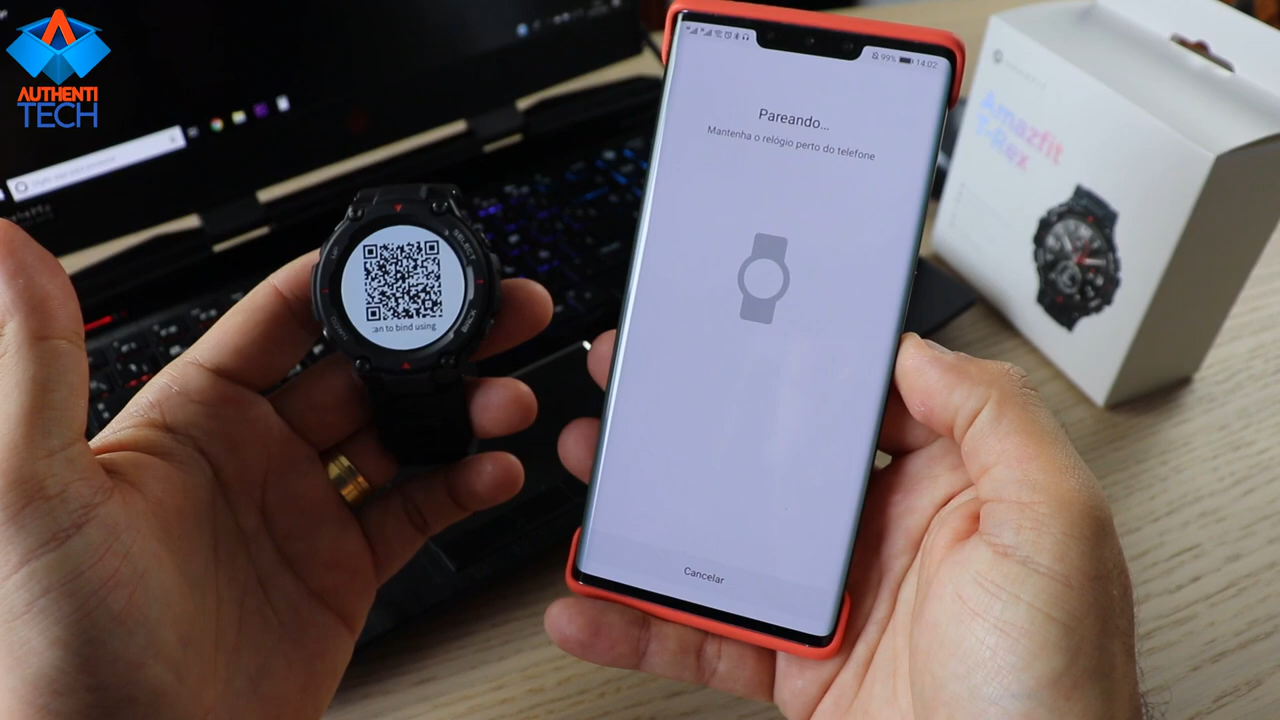 AUTHENTI
TECH
99% 14:02
Pareando...
Mantenha o relógio perto do telefone
Cancelar
SELECT
BACK
:an to bind using
Amazfit
T-Rex